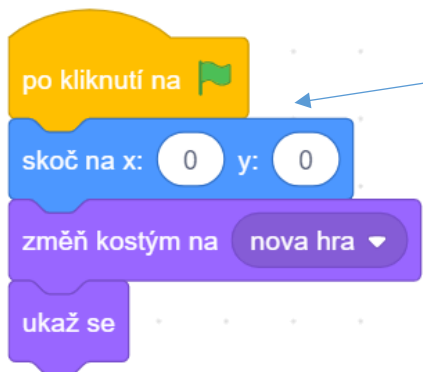 po kliknutí na
skoč na x: 0 y: 0
změň kostým na nova hra
ukaž se